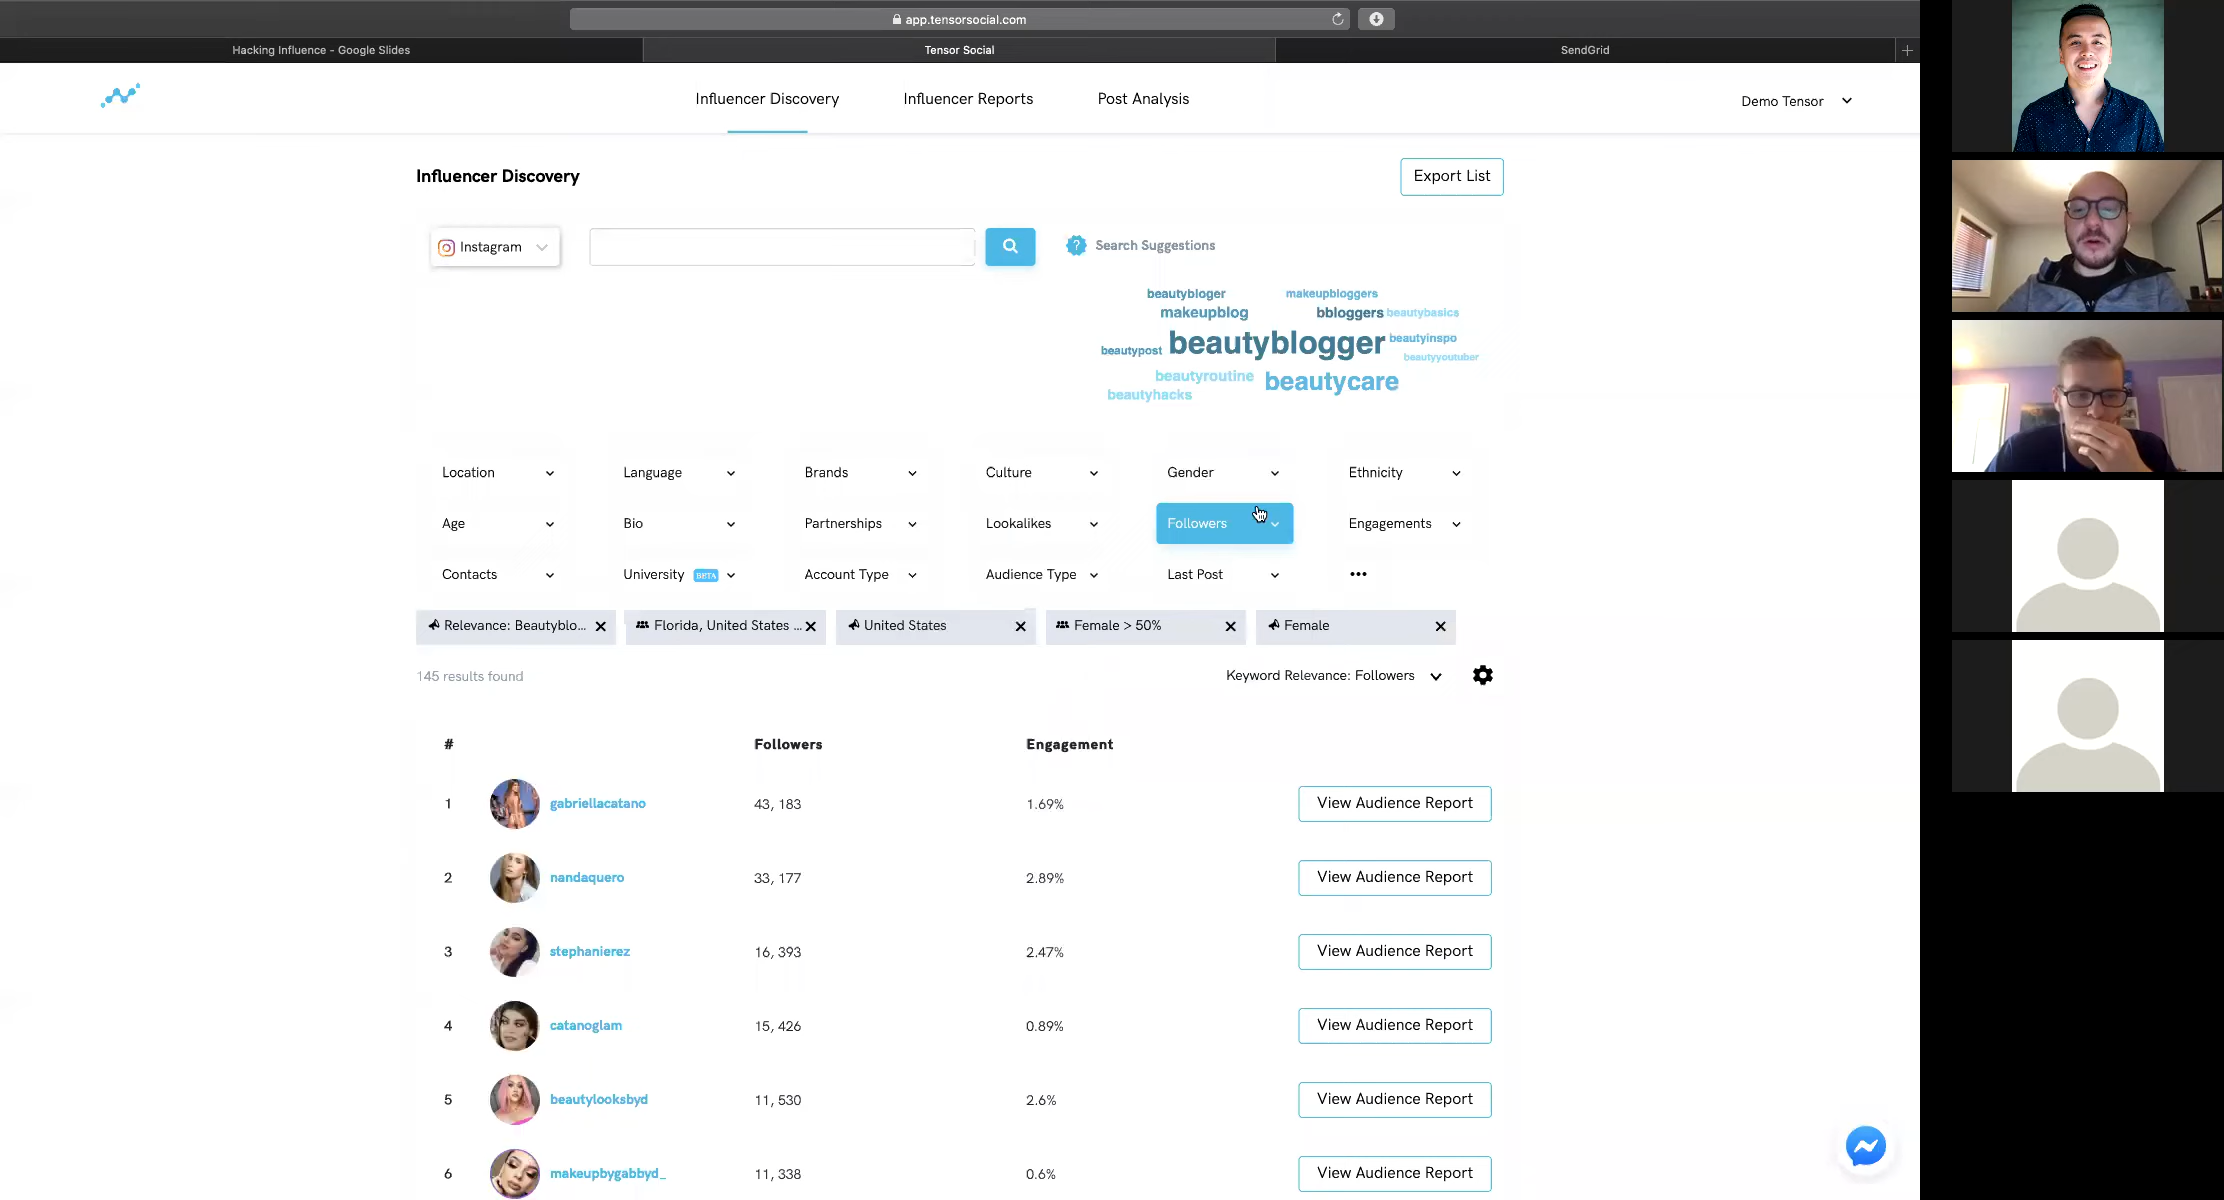 app.tensorsocial.com
Hacking Influence - Google Slides
Tensor Social
SendGrid
Influencer Discovery
Influencer Reports
Post Analysis
Demo Tensor
Influencer Discovery
Export List
Instagram
Search Suggestions
beautybloger
makeupbloggers
makeupblog
bbloggers
beautybasics
beautyblogger
beautyinspo
beautypost
beautyyoutuber
beautyroutine
beautycare
beautyhacks
Location
Language
Brands
Culture
Gender
Ethnicity
Age
Bio
Partnerships
Lookalikes
Followers
Engagements
Contacts
University BETA
Account Type
Audience Type
Last Post
•••
Relevance: Beautyblo...
Florida, United States ...
United States
Female > 50%
Female
145 results found
Keyword Relevance: Followers
# Followers Engagement
1 gabriellacatano 43, 183 1.69% View Audience Report
2 nandaquero 33, 177 2.89% View Audience Report
3 stephanierez 16, 393 2.47% View Audience Report
4 catanoglam 15, 426 0.89% View Audience Report
5 beautylooksbyd 11, 530 2.6% View Audience Report
6 makeupbygabbyd_ 11, 338 0.6% View Audience Report